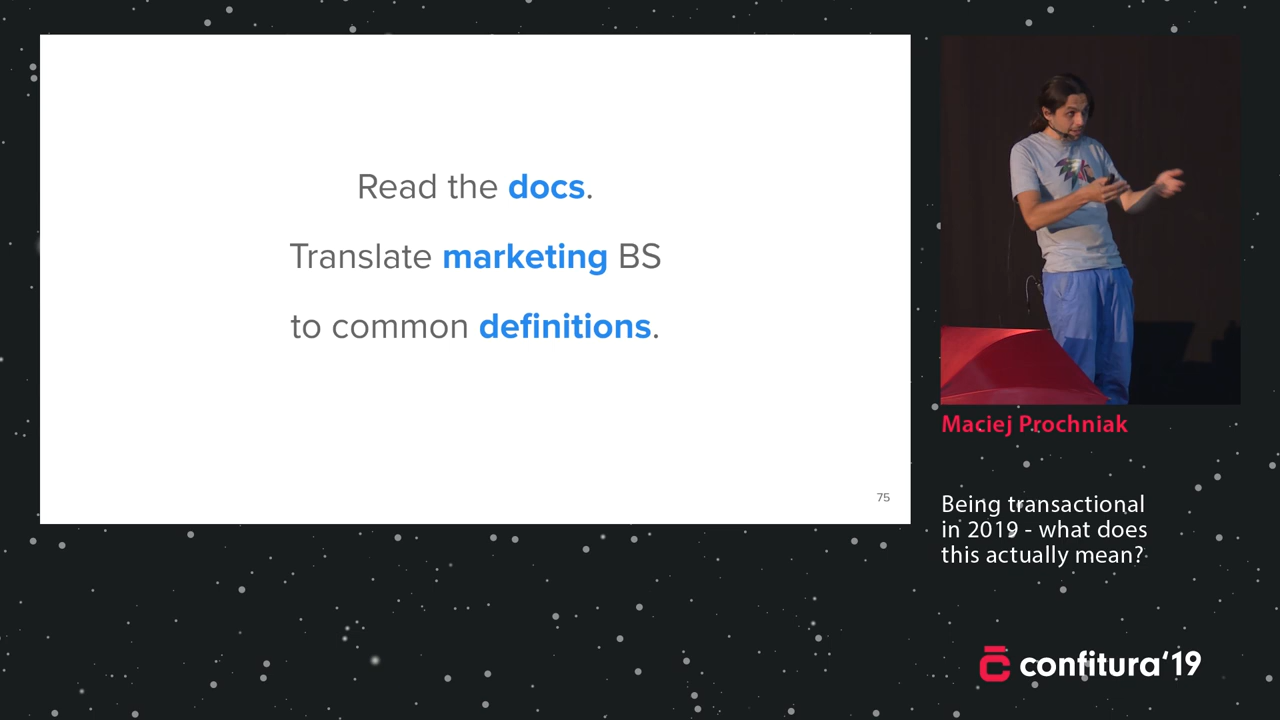 Read the docs.
Translate marketing BS
to common definitions.
75
Maciej Prochniak
Being transactional
in 2019 - what does
this actually mean?
confitura‘19